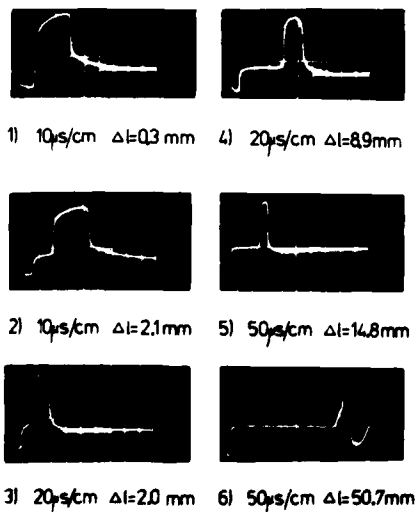 1) 10µs/cm Δl=0.3 mm
4) 20µs/cm Δl=8.9mm
2) 10µs/cm Δl=2.1mm
5) 50µs/cm Δl=14.8mm
3) 20µs/cm Δl=2.0 mm
6) 50µs/cm Δl=50.7mm